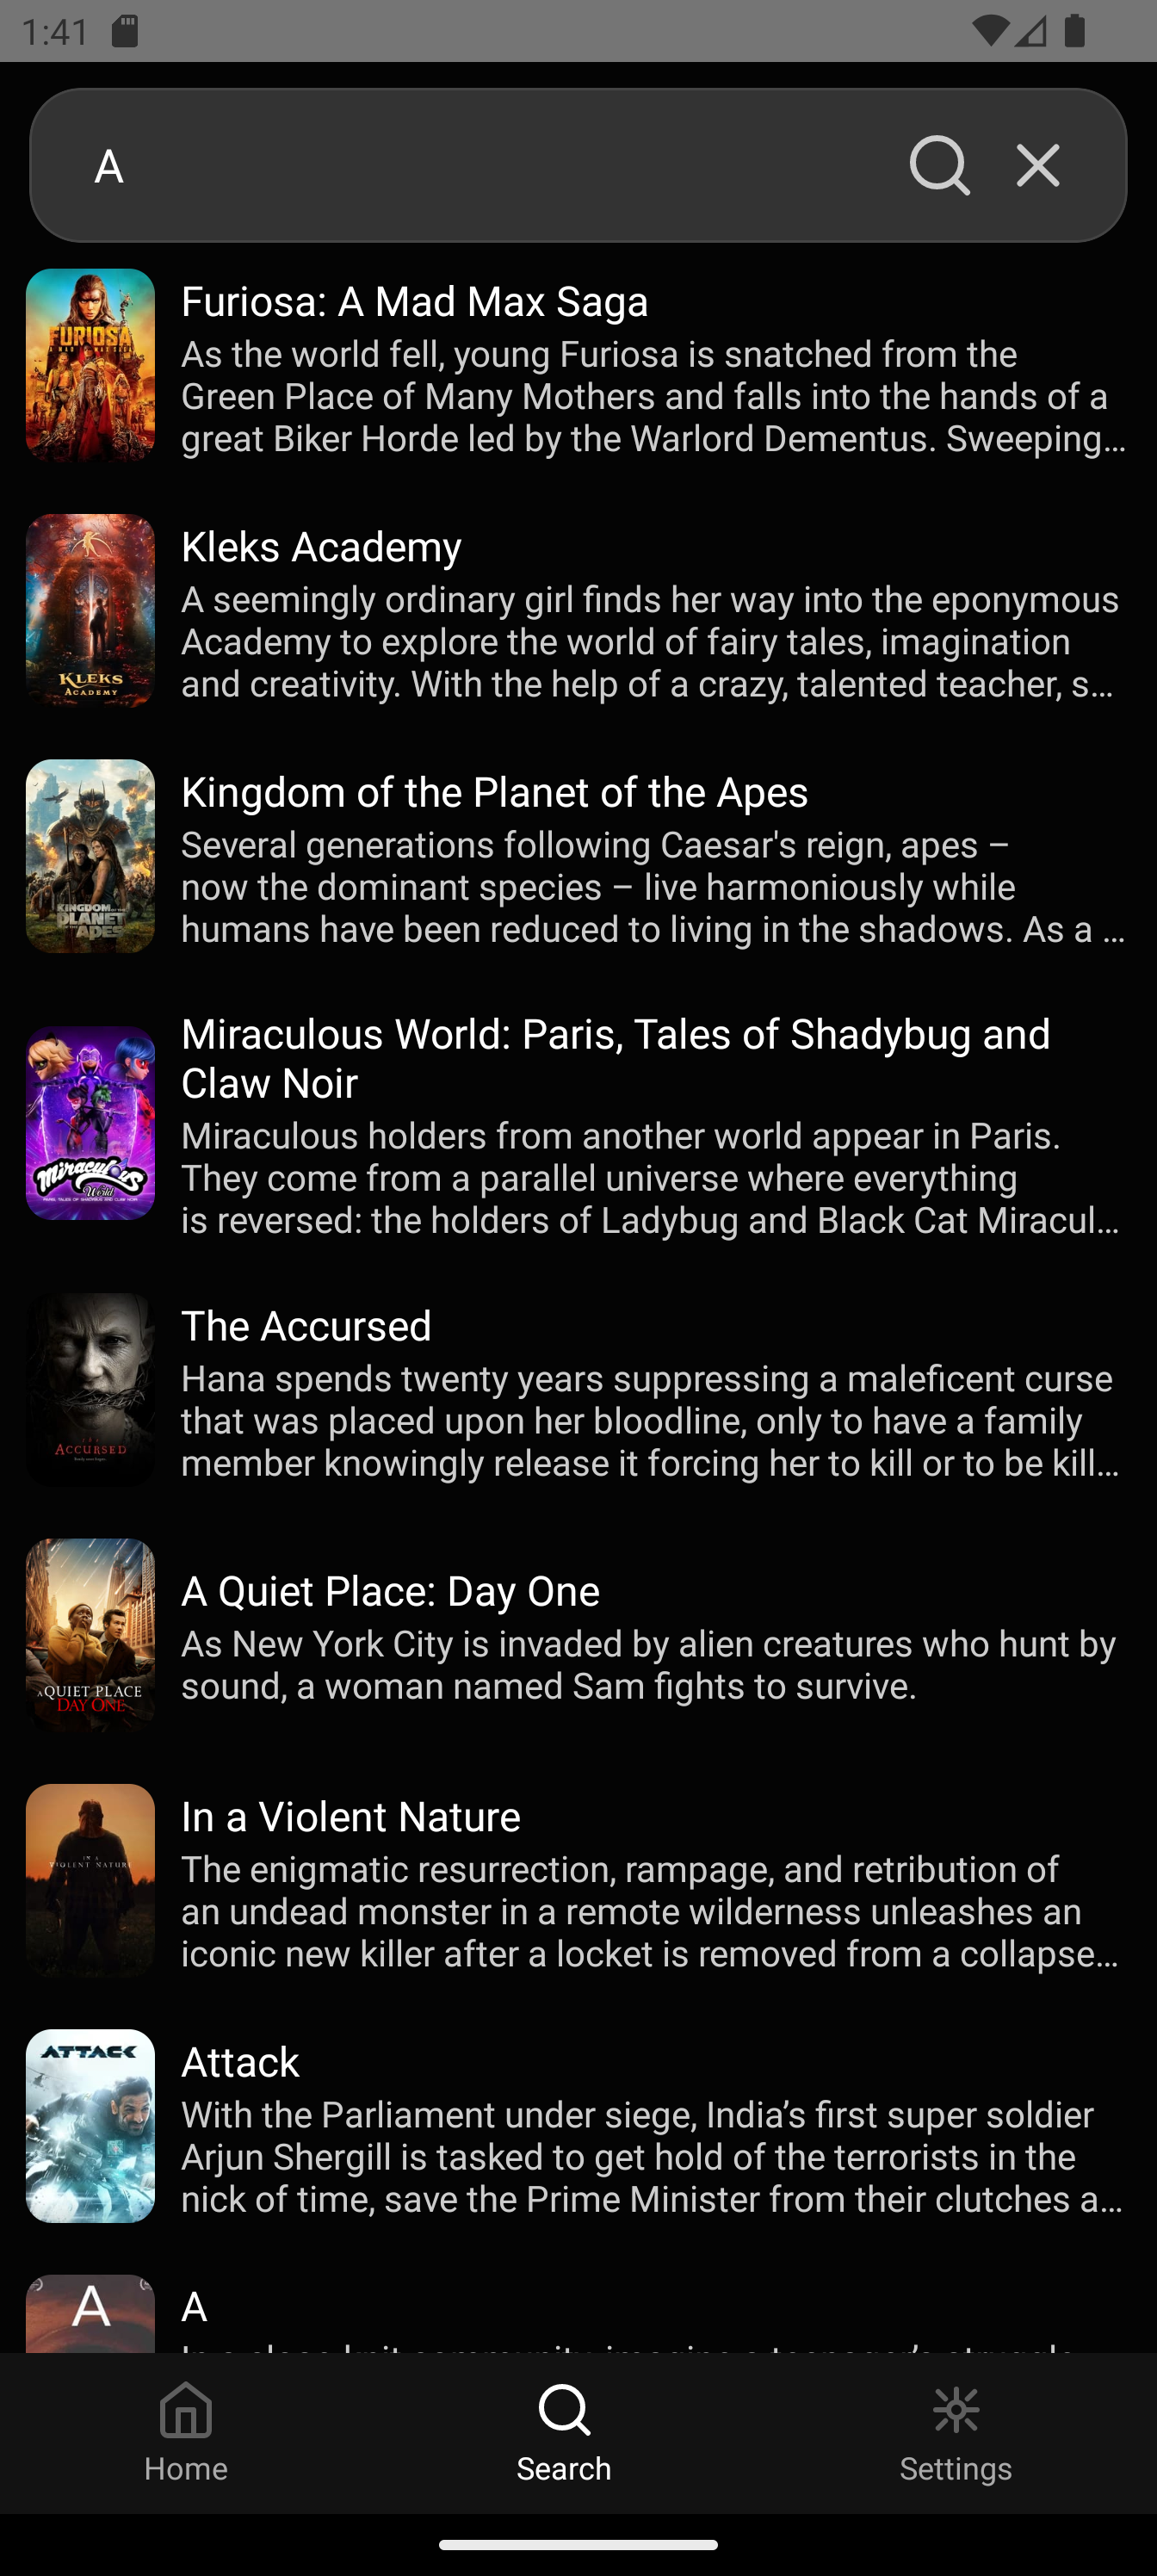 1:41
A
FURIOSA
Furiosa: A Mad Max Saga
As the world fell, young Furiosa is snatched from the
Green Place of Many Mothers and falls into the hands of a
great Biker Horde led by the Warlord Dementus. Sweeping…
KLEKS
ACADEMY
Kleks Academy
A seemingly ordinary girl finds her way into the eponymous
Academy to explore the world of fairy tales, imagination
and creativity. With the help of a crazy, talented teacher, s…
KINGDOM
PLANET
APES
Kingdom of the Planet of the Apes
Several generations following Caesar's reign, apes –
now the dominant species – live harmoniously while
humans have been reduced to living in the shadows. As a …
Miraculous
World
PARIS, TALES OF SHADYBUG AND CLAW NOIR
Miraculous World: Paris, Tales of Shadybug and
Claw Noir
Miraculous holders from another world appear in Paris.
They come from a parallel universe where everything
is reversed: the holders of Ladybug and Black Cat Miracul…
ACCURSED
The Accursed
Hana spends twenty years suppressing a maleficent curse
that was placed upon her bloodline, only to have a family
member knowingly release it forcing her to kill or to be kill…
A QUIET PLACE
DAY ONE
A Quiet Place: Day One
As New York City is invaded by alien creatures who hunt by
sound, a woman named Sam fights to survive.
IN A
VIOLENT NATURE
In a Violent Nature
The enigmatic resurrection, rampage, and retribution of
an undead monster in a remote wilderness unleashes an
iconic new killer after a locket is removed from a collapse…
ATTACK
Attack
With the Parliament under siege, India’s first super soldier
Arjun Shergill is tasked to get hold of the terrorists in the
nick of time, save the Prime Minister from their clutches a…
A
A
Home
Search
Settings